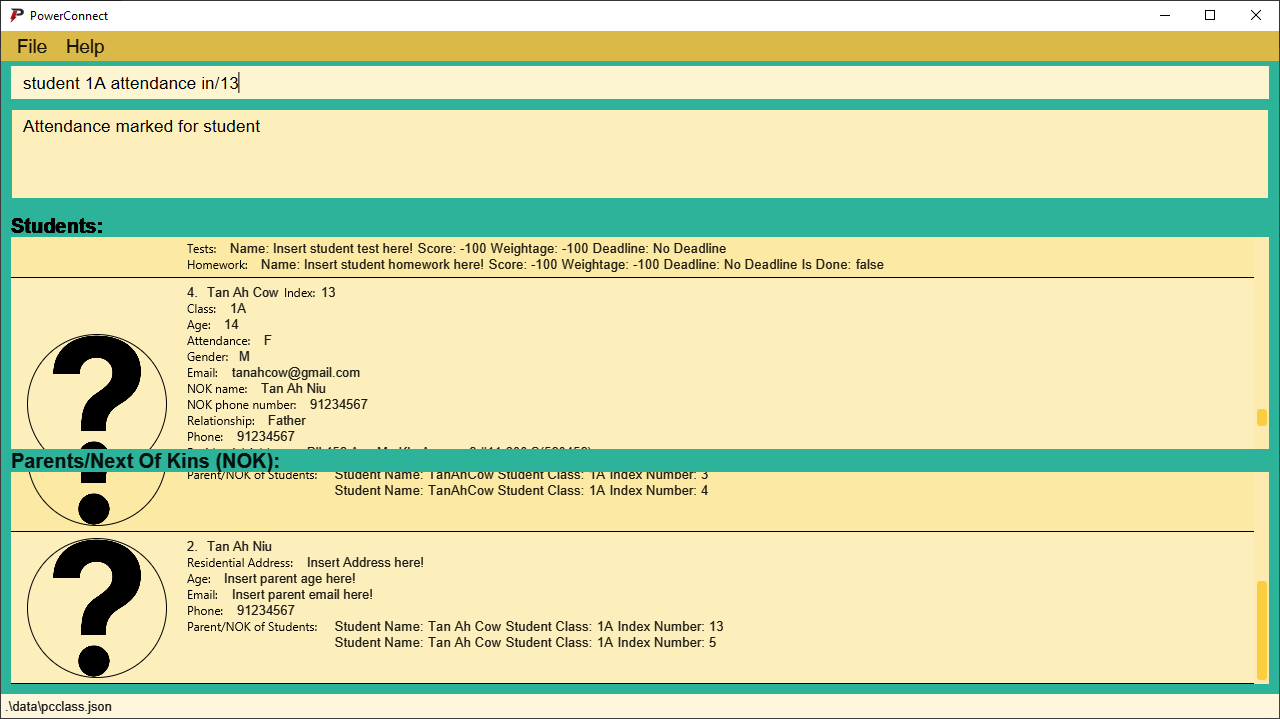 PowerConnect
File Help
student 1A attendance in/13
Attendance marked for student
Students:
Tests: Name: Insert student test here! Score: -100 Weightage: -100 Deadline: No Deadline
Homework: Name: Insert student homework here! Score: -100 Weightage: -100 Deadline: No Deadline Is Done: false
4. Tan Ah Cow Index: 13
Class: 1A
Age: 14
Attendance: F
Gender: M
Email: tanahcow@gmail.com
NOK name: Tan Ah Niu
NOK phone number: 91234567
Relationship: Father
Phone: 91234567
Parents/Next Of Kins (NOK):
Parent/NOK of Students: Student Name: TanAhCow Student Class: 1A Index Number: 3
Student Name: TanAhCow Student Class: 1A Index Number: 4
2. Tan Ah Niu
Residential Address: Insert Address here!
Age: Insert parent age here!
Email: Insert parent email here!
Phone: 91234567
Parent/NOK of Students: Student Name: Tan Ah Cow Student Class: 1A Index Number: 13
Student Name: Tan Ah Cow Student Class: 1A Index Number: 5
.\data\pcclass.json